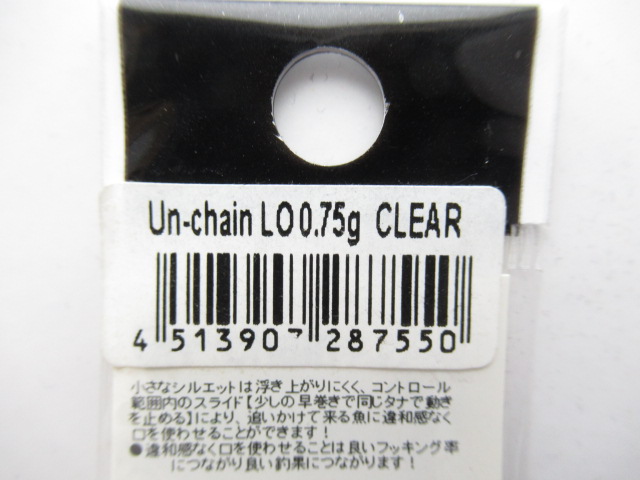 Un-chain LO 0.75g CLEAR
4 513907 287550
小さなシルエットは浮き上がりにくく、コントロール
範囲内のスライド【少しの早巻きで同じタナで動き
を止める】により、追いかけて来る魚に違和感なく
口を使わせることができます！
●違和感なく口を使わせることは良いフッキング率
につながり良い釣果につながります！